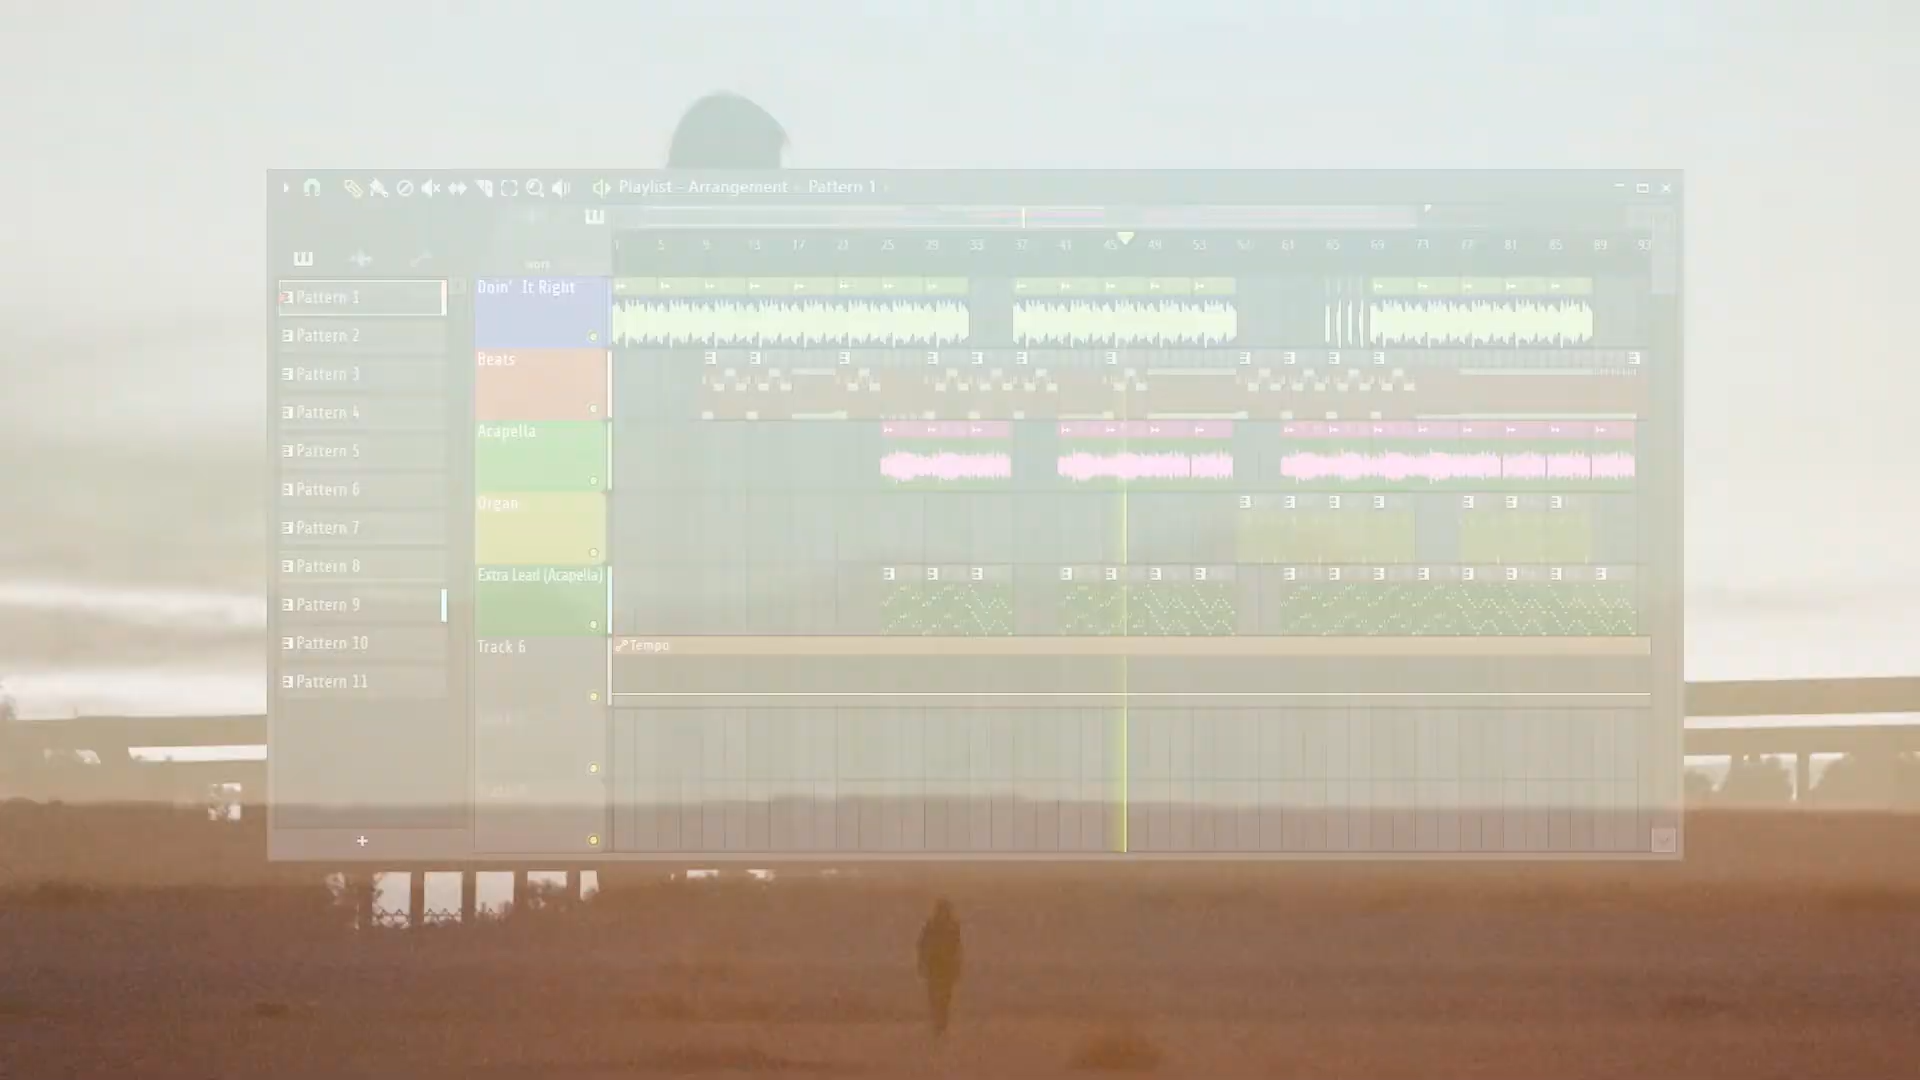 Playlist - Arrangement › Pattern 1 ›
1 5 9 13 17 21 25 29 33 37 41 45 49 53 57 61 65 69 73 77 81 85 89 93
Pattern 1
Pattern 2
Pattern 3
Pattern 4
Pattern 5
Pattern 6
Pattern 7
Pattern 8
Pattern 9
Pattern 10
Pattern 11
Doin' It Right
Beats
Acapella
Organ
Extra Lead (Acapella)
Track 6
Tempo